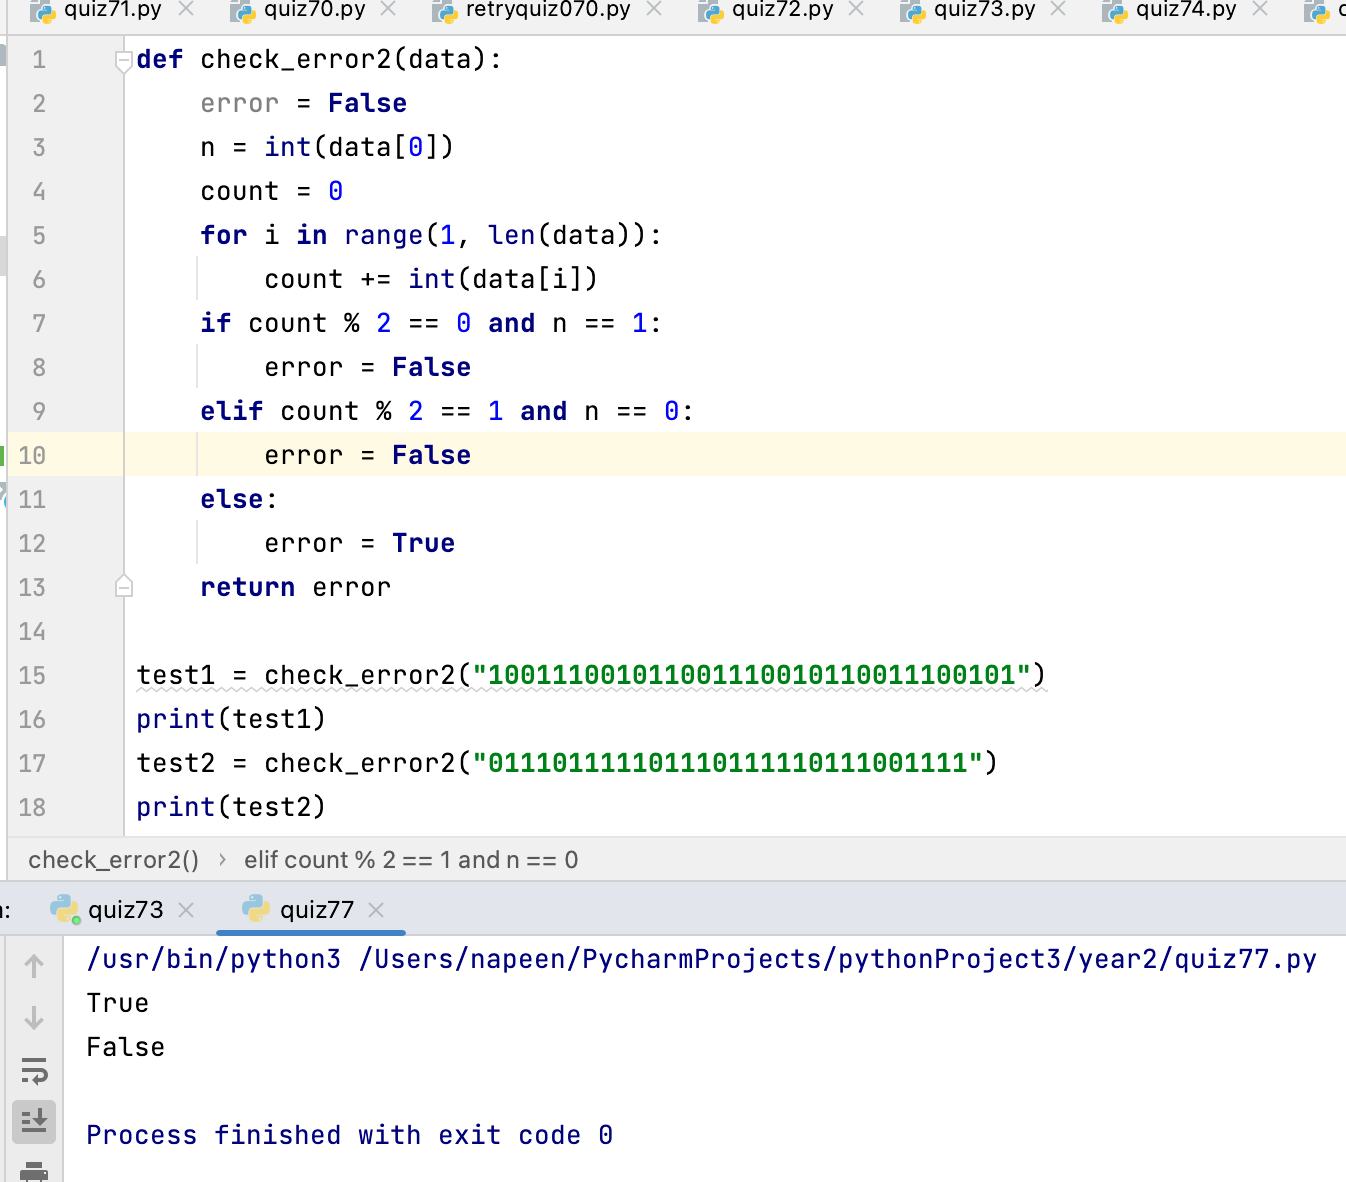 quiz71.py quiz70.py retryquiz070.py quiz72.py quiz73.py quiz74.py
1 def check_error2(data):
2 error = False
3 n = int(data[0])
4 count = 0
5 for i in range(1, len(data)):
6 count += int(data[i])
7 if count % 2 == 0 and n == 1:
8 error = False
9 elif count % 2 == 1 and n == 0:
10 error = False
11 else:
12 error = True
13 return error
14
15 test1 = check_error2("100111001011001110010110011100101")
16 print(test1)
17 test2 = check_error2("011101111101110111110111001111")
18 print(test2)
check_error2() › elif count % 2 == 1 and n == 0
quiz73 quiz77
/usr/bin/python3 /Users/napeen/PycharmProjects/pythonProject3/year2/quiz77.py
True
False
Process finished with exit code 0